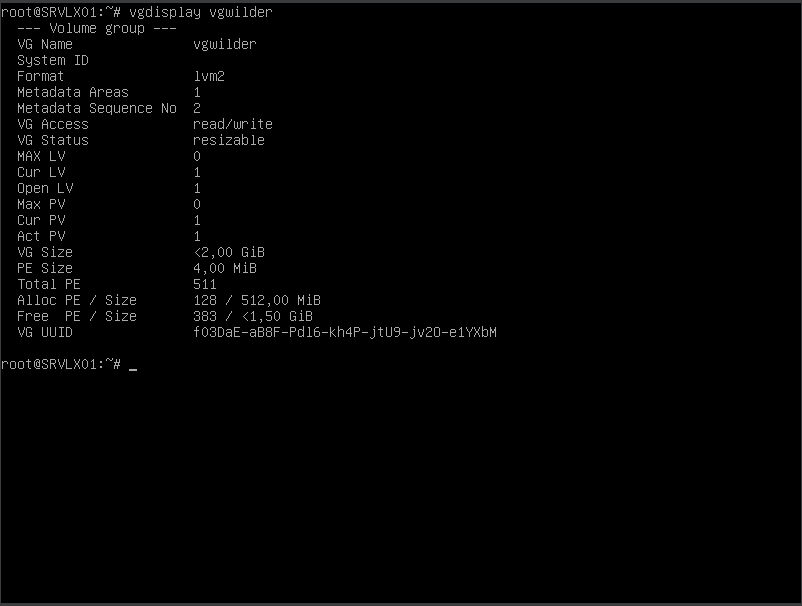 root@SRVLX01:~# vgdisplay vgwilder
--- Volume group ---
VG Name vgwilder
System ID
Format lvm2
Metadata Areas 1
Metadata Sequence No 2
VG Access read/write
VG Status resizable
MAX LV 0
Cur LV 1
Open LV 1
Max PV 0
Cur PV 1
Act PV 1
VG Size <2,00 GiB
PE Size 4,00 MiB
Total PE 511
Alloc PE / Size 128 / 512,00 MiB
Free PE / Size 383 / <1,50 GiB
VG UUID f03DaE-aB8F-Pdl6-kh4P-jtU9-jv2O-e1YXbM
root@SRVLX01:~# _